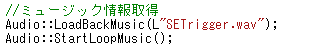 //ミュージック情報取得
Audio::LoadBackMusic(L"SETrigger.wav");
Audio::StartLoopMusic();